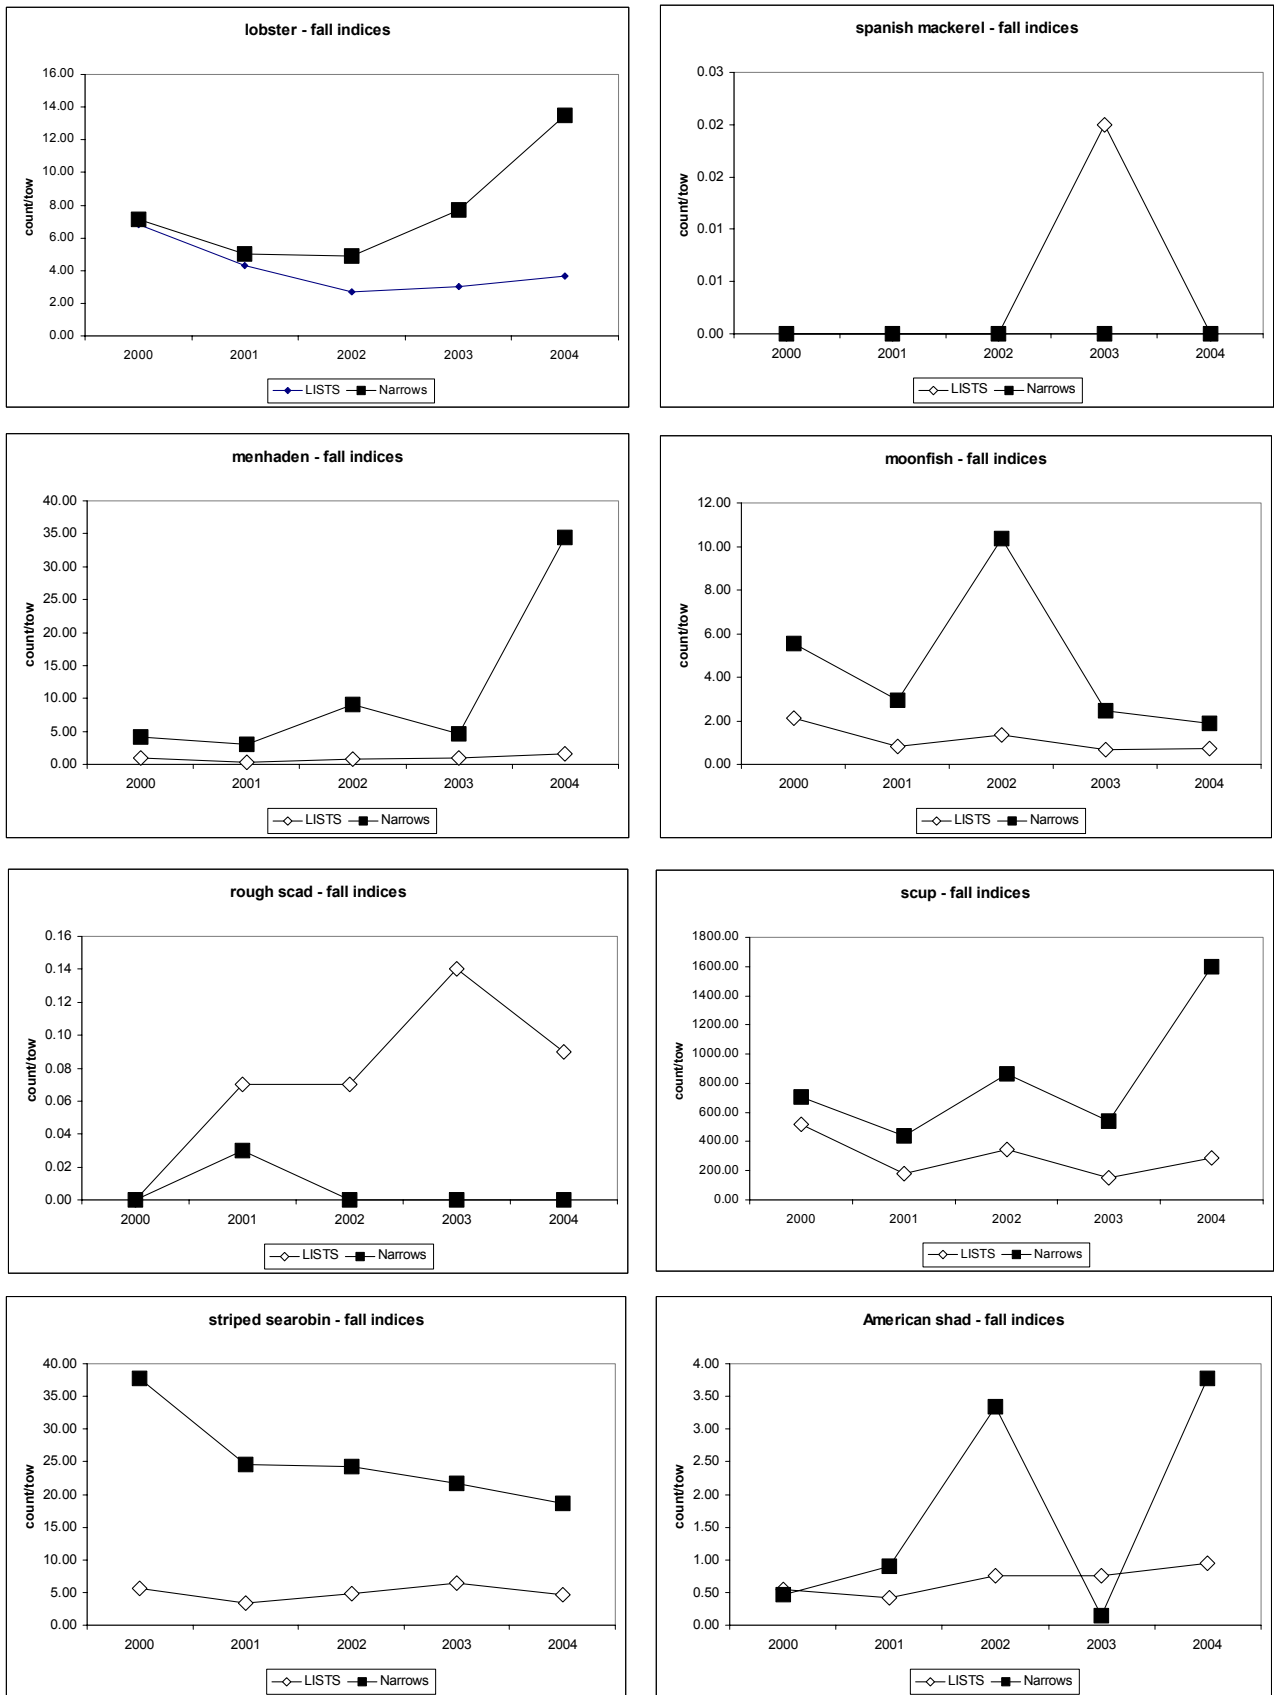 lobster - fall indices
16.00
14.00
12.00
10.00
8.00
6.00
4.00
2.00
0.00
count/tow
2000 2001 2002 2003 2004
LISTS Narrows
spanish mackerel - fall indices
0.03
0.02
0.02
0.01
0.01
0.00
count/tow
2000 2001 2002 2003 2004
LISTS Narrows
menhaden - fall indices
40.00
35.00
30.00
25.00
20.00
15.00
10.00
5.00
0.00
count/tow
2000 2001 2002 2003 2004
LISTS Narrows
moonfish - fall indices
12.00
10.00
8.00
6.00
4.00
2.00
0.00
count/tow
2000 2001 2002 2003 2004
LISTS Narrows
rough scad - fall indices
0.16
0.14
0.12
0.10
0.08
0.06
0.04
0.02
0.00
count/tow
2000 2001 2002 2003 2004
LISTS Narrows
scup - fall indices
1800.00
1600.00
1400.00
1200.00
1000.00
800.00
600.00
400.00
200.00
0.00
count/tow
2000 2001 2002 2003 2004
LISTS Narrows
striped searobin - fall indices
40.00
35.00
30.00
25.00
20.00
15.00
10.00
5.00
0.00
count/tow
2000 2001 2002 2003 2004
LISTS Narrows
American shad - fall indices
4.00
3.50
3.00
2.50
2.00
1.50
1.00
0.50
0.00
count/tow
2000 2001 2002 2003 2004
LISTS Narrows